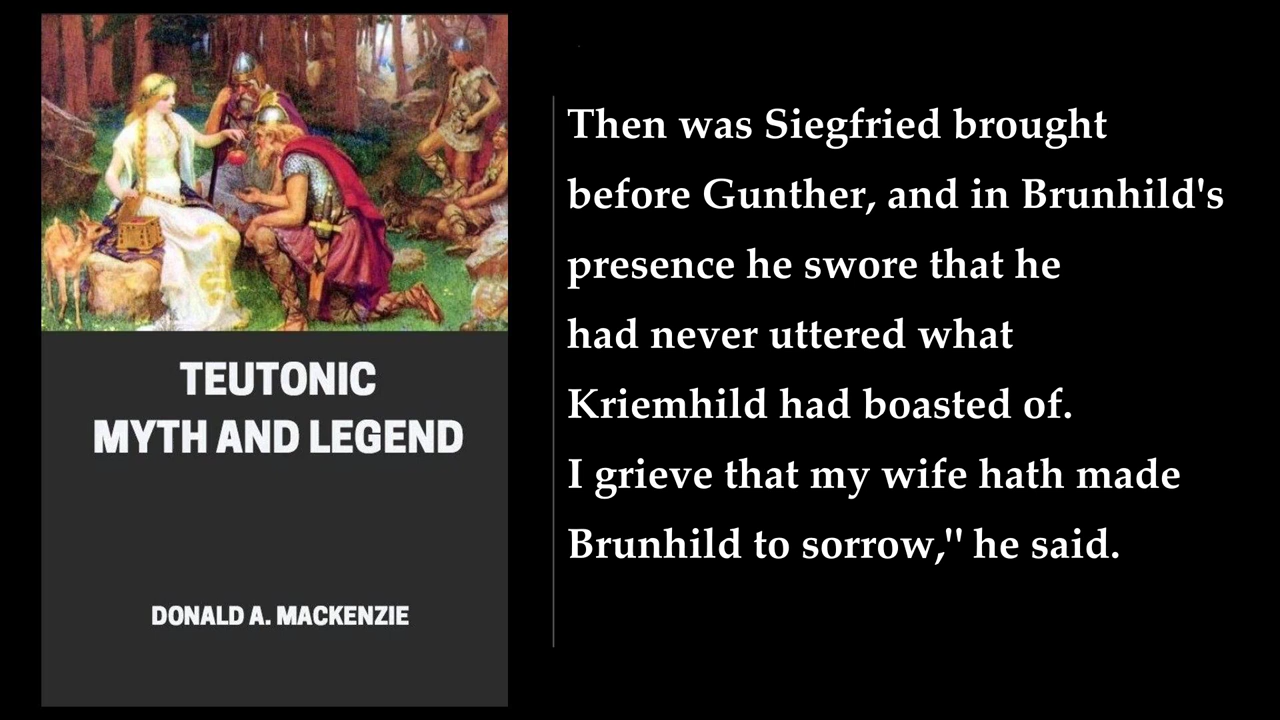 TEUTONIC
MYTH AND LEGEND
DONALD A. MACKENZIE
Then was Siegfried brought
before Gunther, and in Brunhild's
presence he swore that he
had never uttered what
Kriemhild had boasted of.
I grieve that my wife hath made
Brunhild to sorrow," he said.